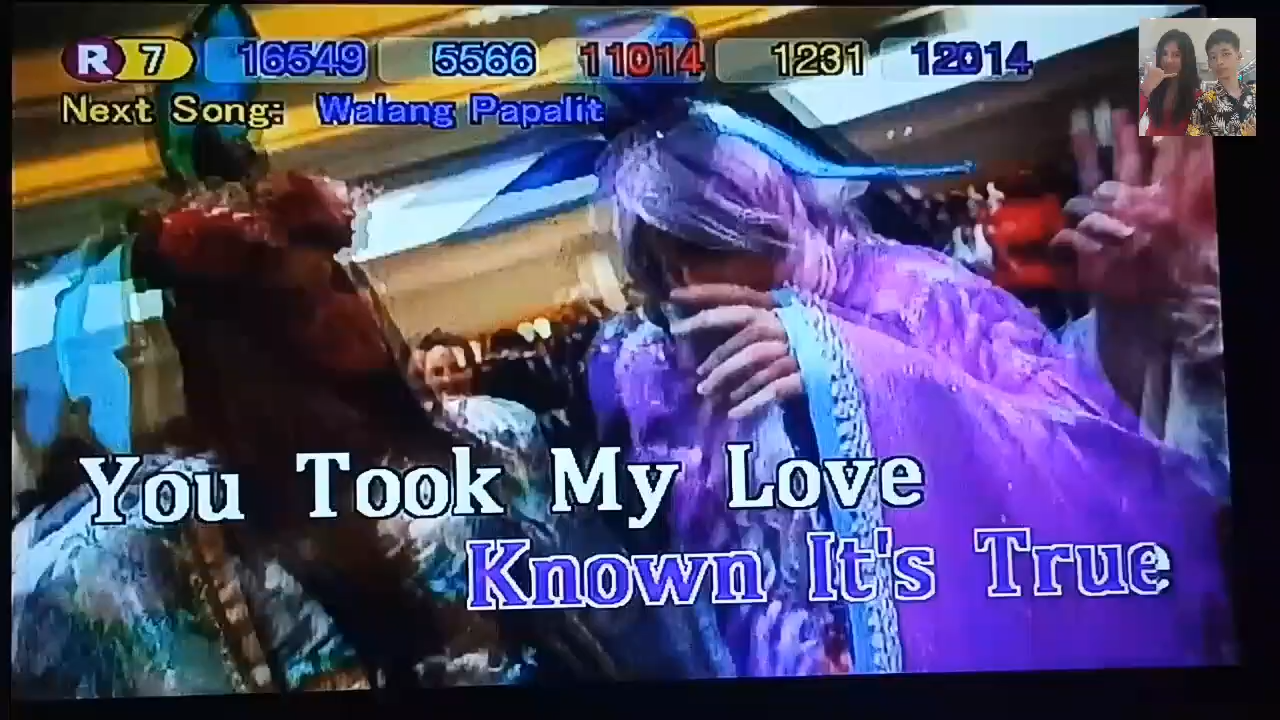 R 7 16549 5566 11014 1231 12014
Next Song: Walang Papalit
You Took My Love
Known It's True